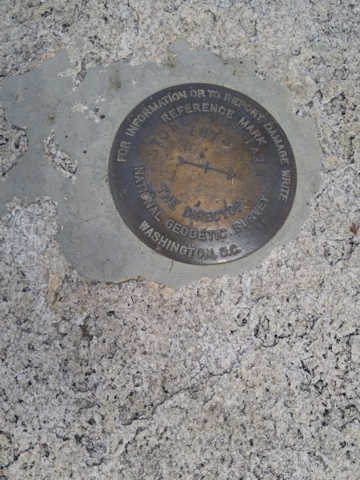 FOR INFORMATION OR TO REPORT DAMAGE WRITE
REFERENCE MARK
THE DIRECTOR
NATIONAL GEODETIC SURVEY
WASHINGTON, D.C.